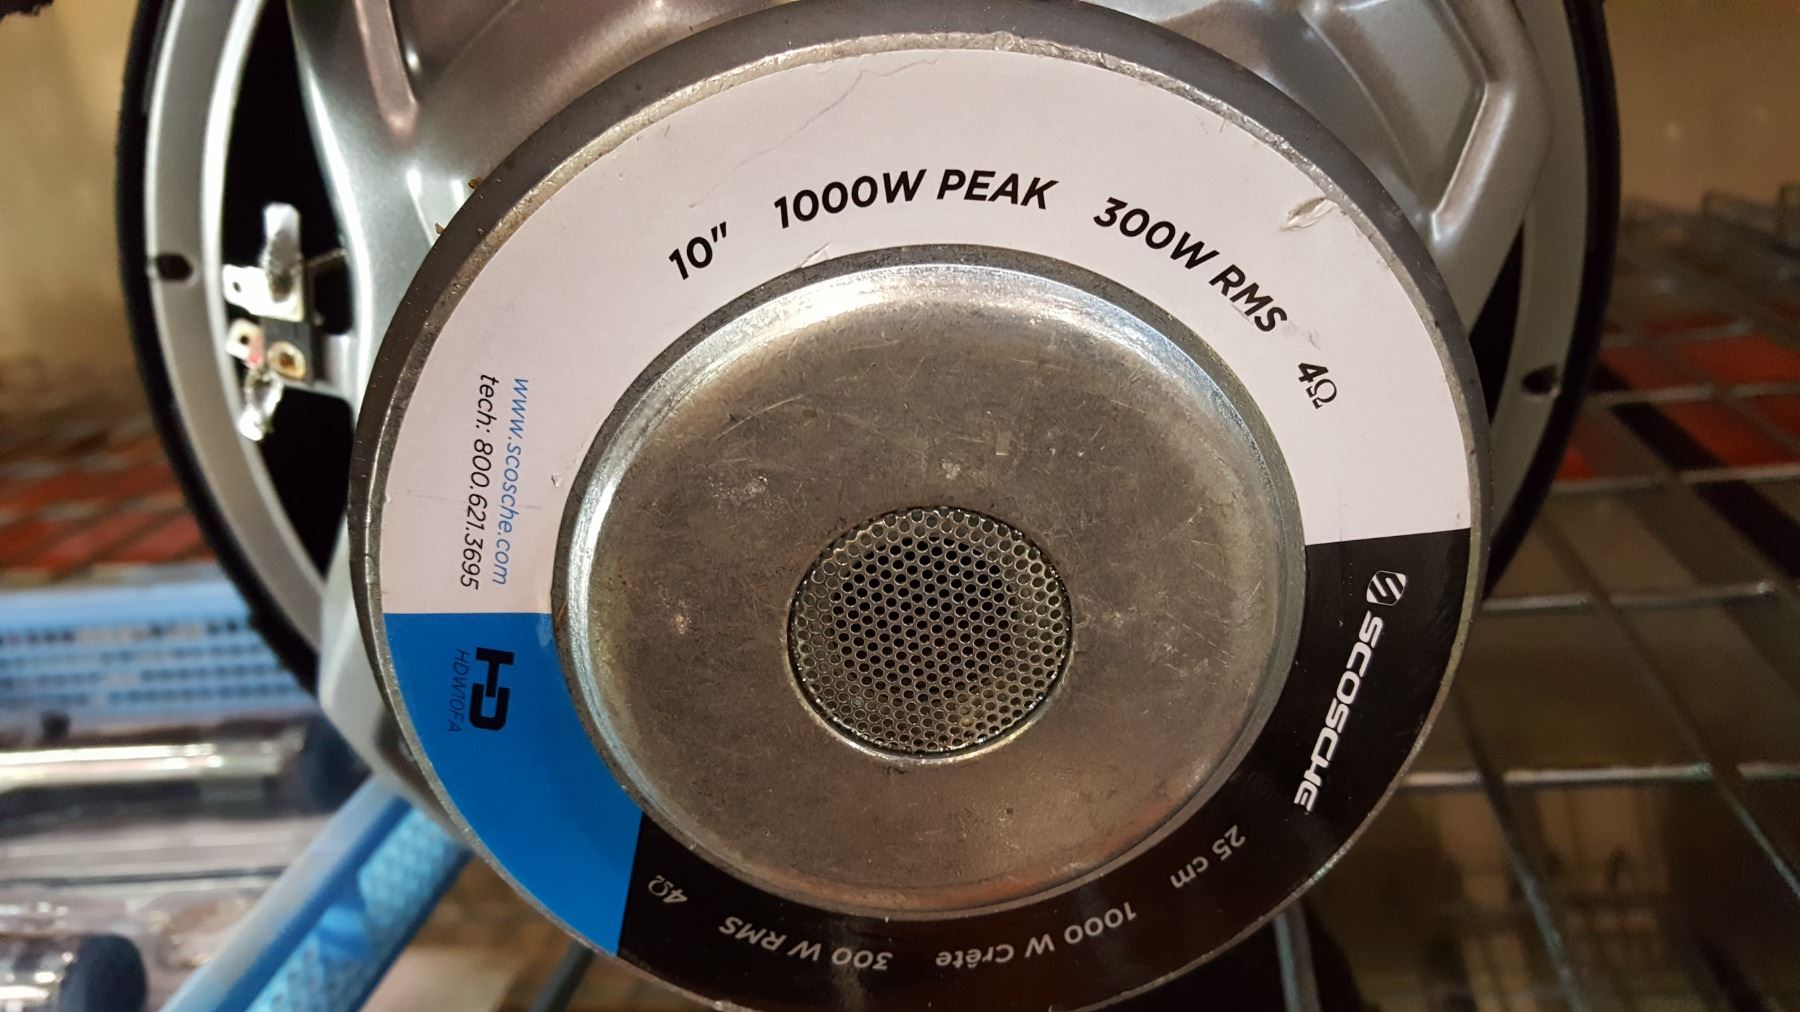 10" 1000W PEAK 300W RMS 4Ω
SCOSCHE
25 cm 1000 W Crête 300 W RMS 4Ω
HD
HDW10FA
www.scosche.com
tech: 800.621.3695